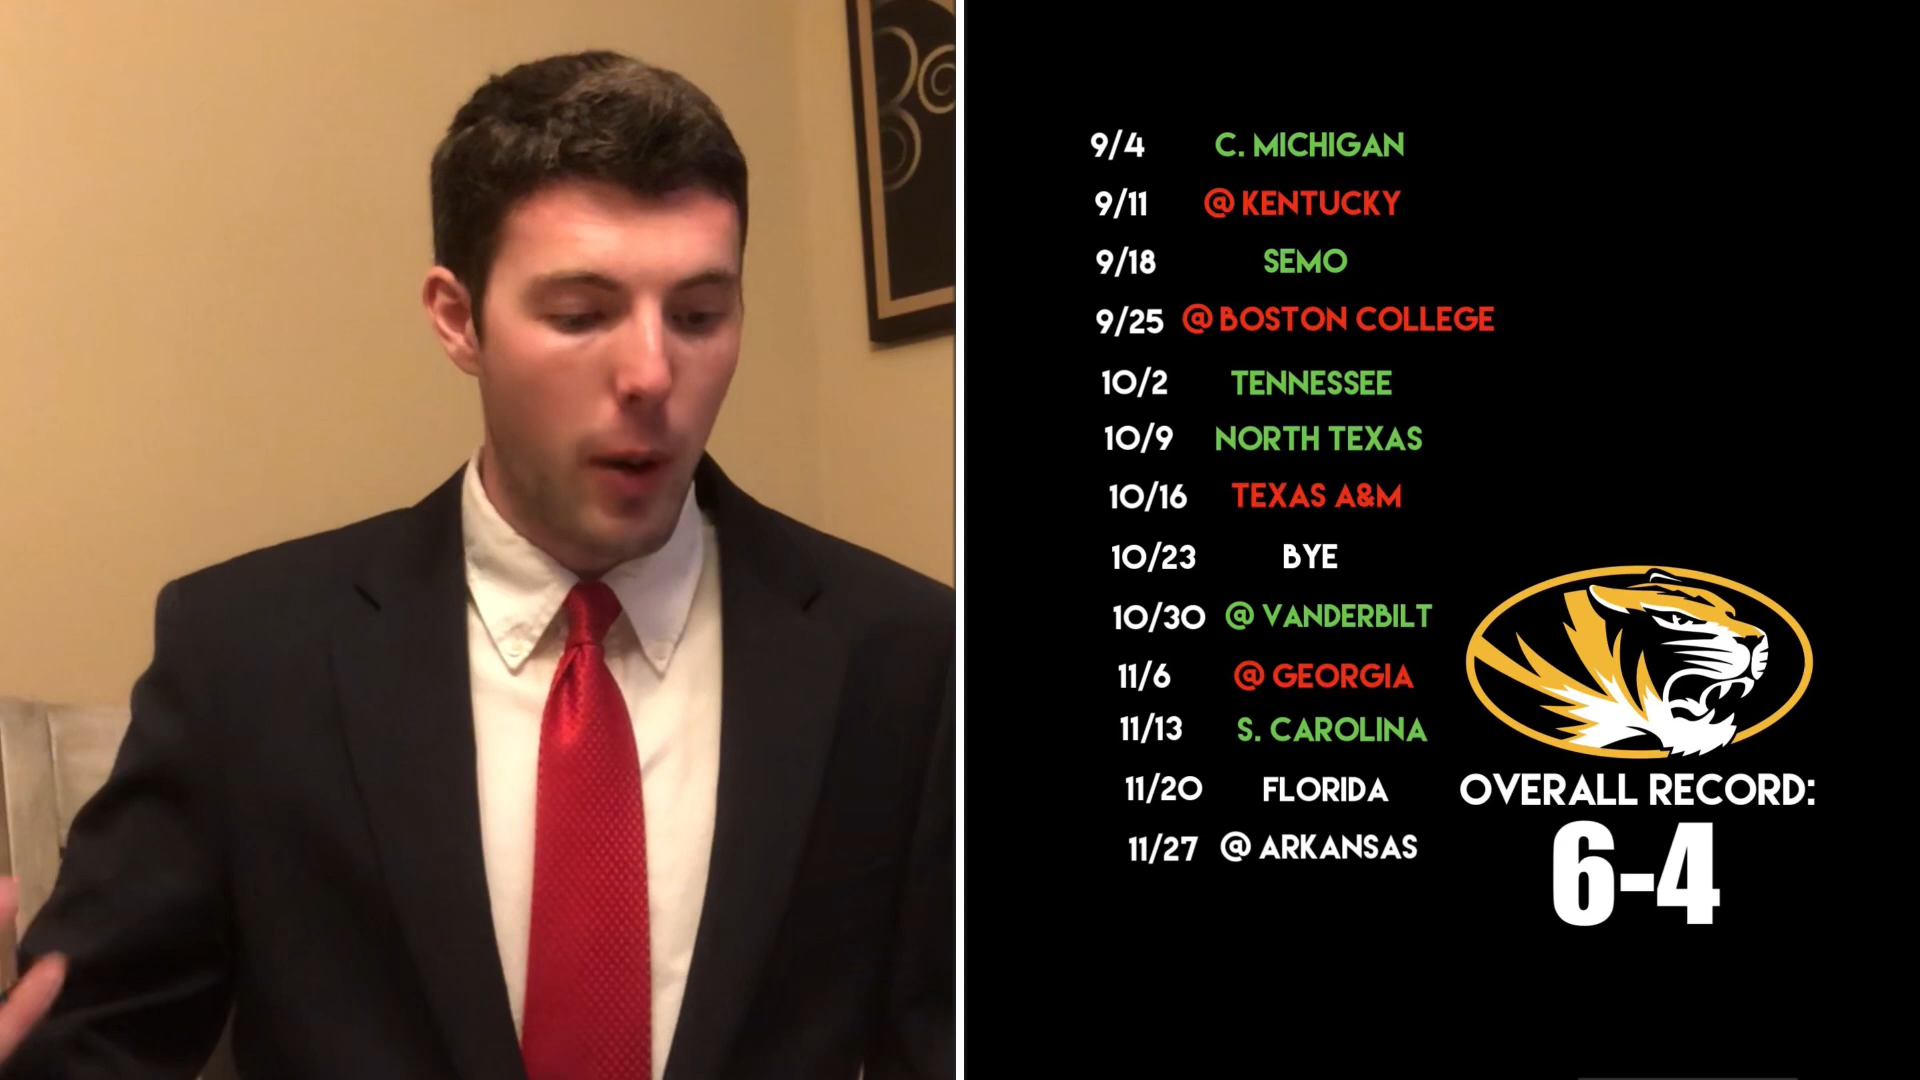 9/4 C. MICHIGAN
9/11 @ KENTUCKY
9/18 SEMO
9/25 @ BOSTON COLLEGE
10/2 TENNESSEE
10/9 NORTH TEXAS
10/16 TEXAS A&M
10/23 BYE
10/30 @ VANDERBILT
11/6 @ GEORGIA
11/13 S. CAROLINA
11/20 FLORIDA
11/27 @ ARKANSAS
OVERALL RECORD:
6-4